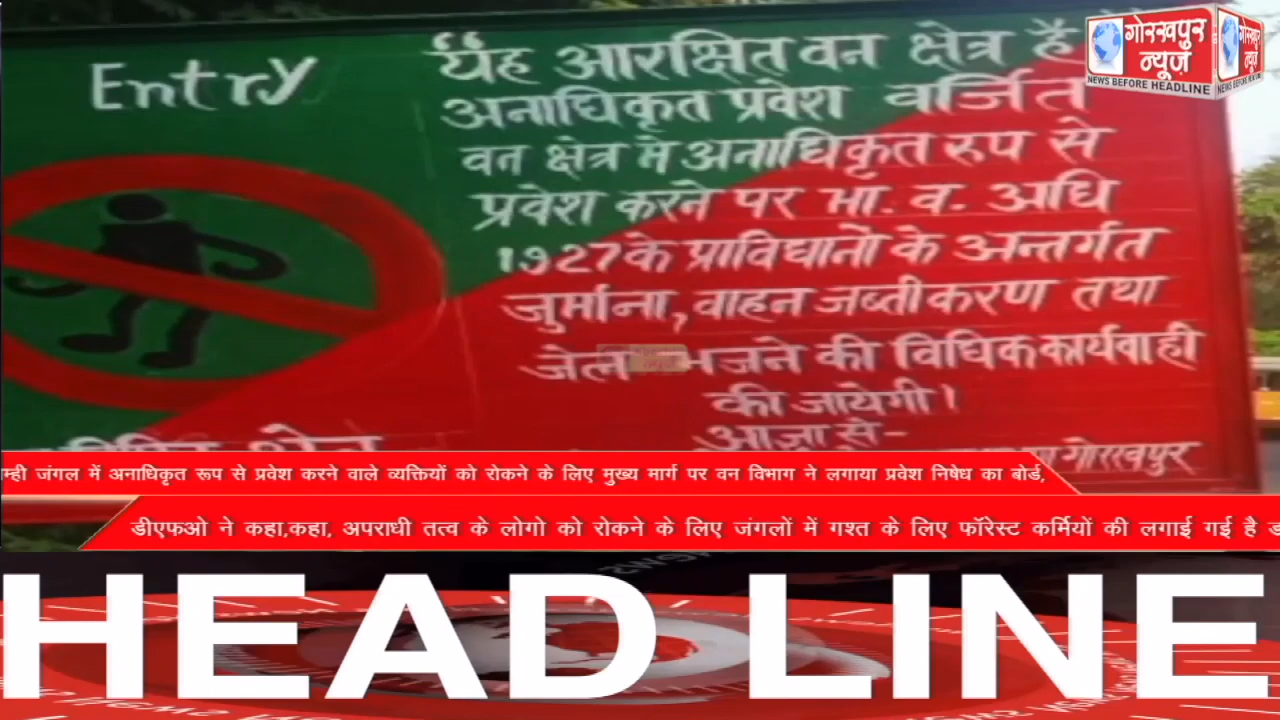 Entry
“यह आरक्षित वन क्षेत्र है
अनाधिकृत प्रवेश वर्जित
वन क्षेत्र मे अनाधिकृत रुप से
प्रवेश करने पर भा. व. अधि
1927 के प्राविधानो के अन्तर्गत
जुर्माना, वाहन जब्तीकरण तथा
जेल भेजने की विधिक कार्यवाही
की जायेगी।
आज्ञा से-
गोरखपुर
गोरखपुर
न्यूज़
NEWS BEFORE HEADLINE
गोरखपुर
न्यूज़
म्ही जंगल में अनाधिकृत रूप से प्रवेश करने वाले व्यक्तियों को रोकने के लिए मुख्य मार्ग पर वन विभाग ने लगाया प्रवेश निषेध का बोर्ड,
डीएफओ ने कहा,कहा, अपराधी तत्व के लोगो को रोकने के लिए जंगलों में गश्त के लिए फॉरेस्ट कर्मियों की लगाई गई है ड
HEAD LINE